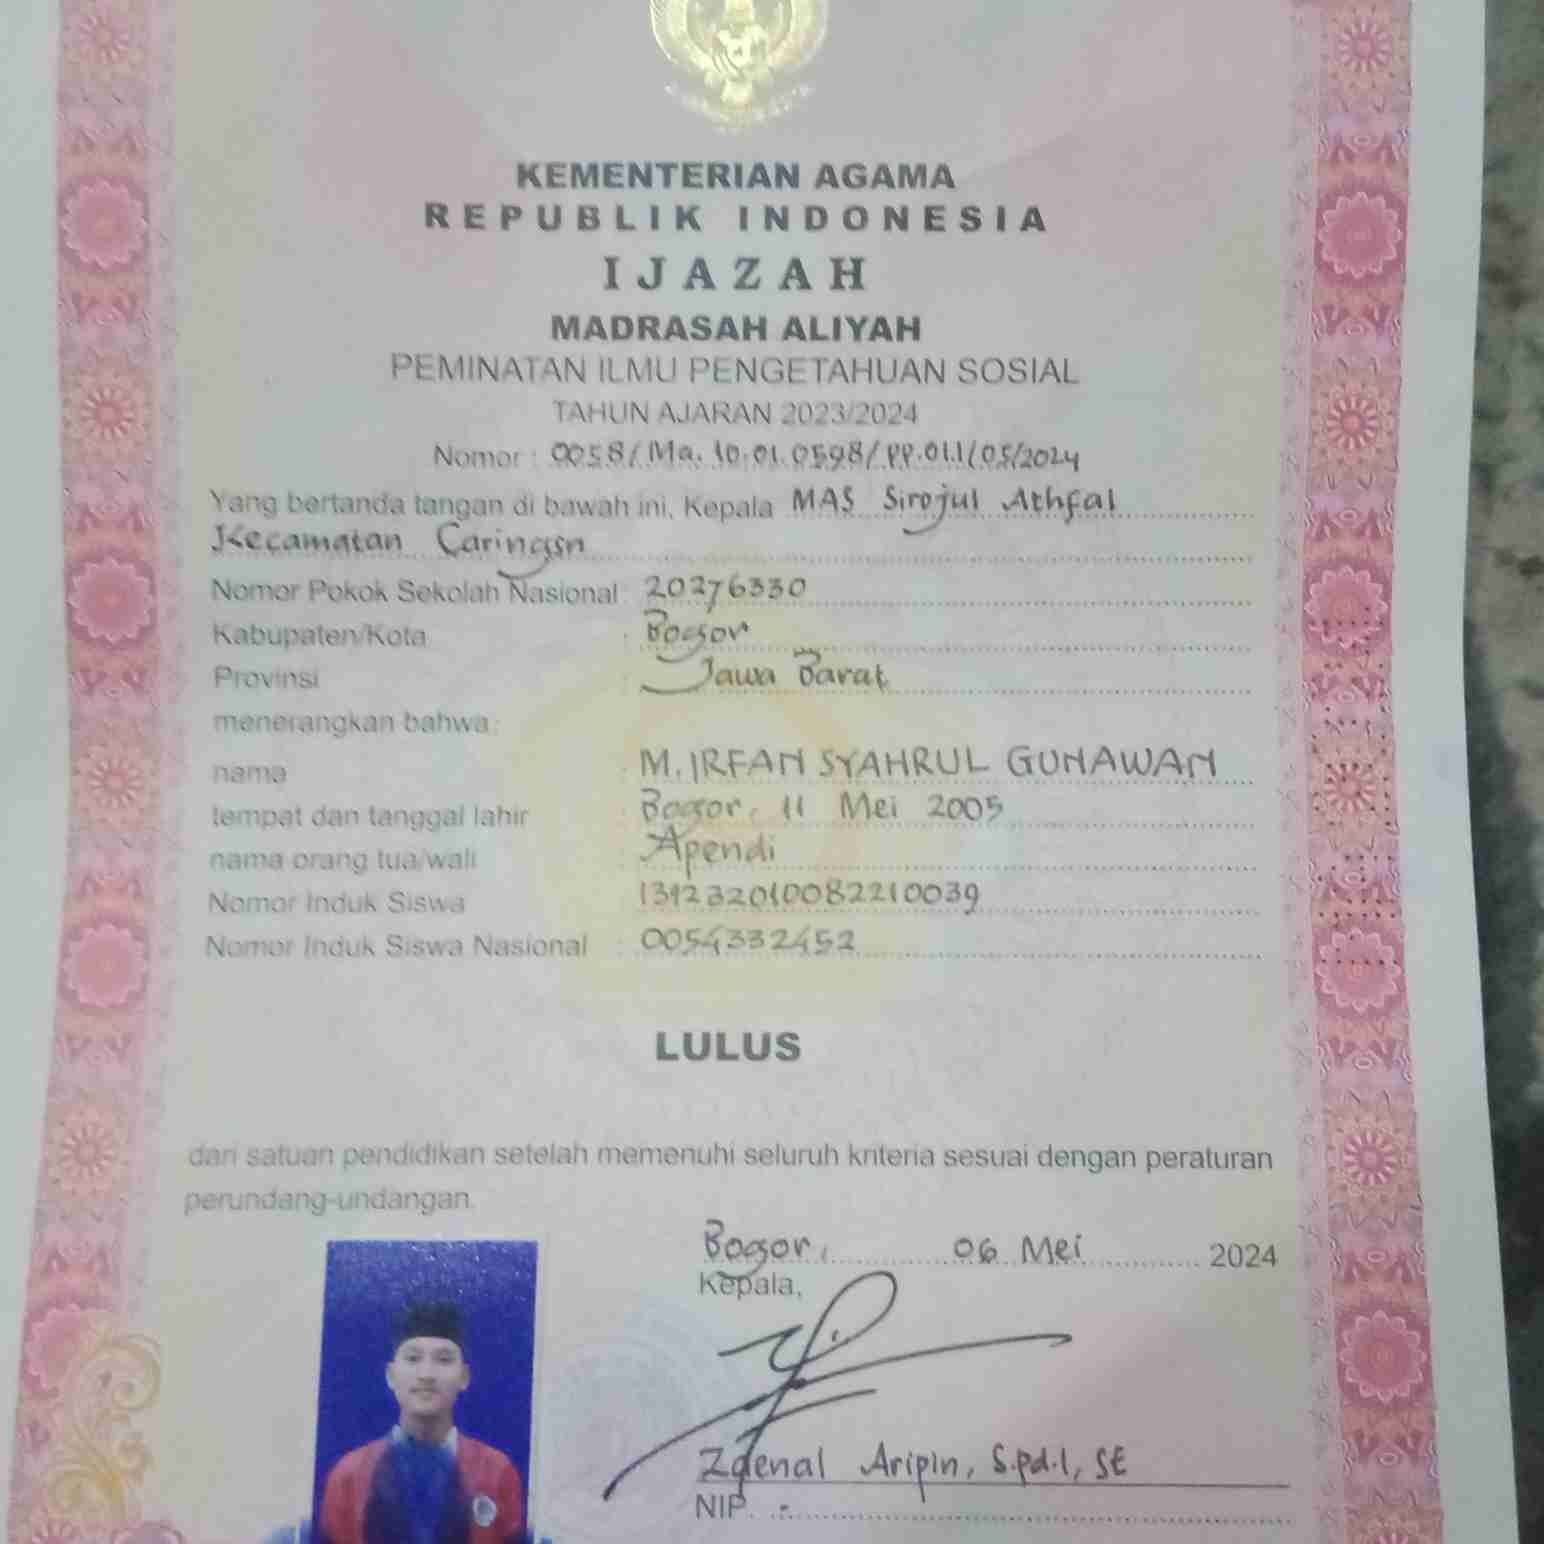 KEMENTERIAN AGAMA
REPUBLIK INDONESIA
IJAZAH
MADRASAH ALIYAH
PEMINATAN ILMU PENGETAHUAN SOSIAL
TAHUN AJARAN 2023/2024
Nomor : 0058/Ma.10.01.0598/PP.01.1/05/2024
Yang bertanda tangan di bawah ini, Kepala MAS Sirojul Athfal
Kecamatan Caringsn
Nomor Pokok Sekolah Nasional : 20276330
Kabupaten/Kota : Bogor
Provinsi : Jawa Barat
menerangkan bahwa:
nama : M. IRFAN SYAHRUL GUNAWAN
tempat dan tanggal lahir : Bogor, 11 Mei 2005
nama orang tua/wali : Apendi
Nomor Induk Siswa : 131232010082210039
Nomor Induk Siswa Nasional : 0054332452
LULUS
dari satuan pendidikan setelah memenuhi seluruh kriteria sesuai dengan peraturan
perundang-undangan.
Bogor, 06 Mei 2024
Kepala,
Zaenal Aripin, S.Pd.I, SE
NIP. -